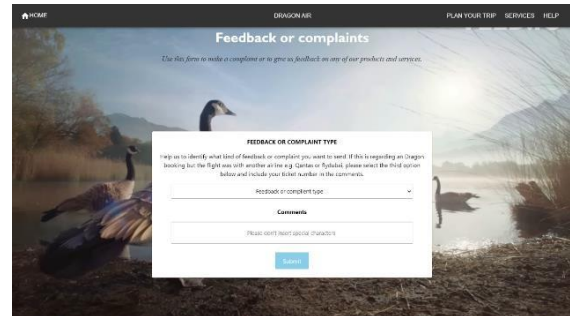 HOME
DRAGON AIR
PLAN YOUR TRIP
SERVICES
HELP
Feedback or complaints
Use this form to make a complaint or to give us feedback on any of our products and services.
FEEDBACK OR COMPLAINT TYPE
Help us to identify what kind of feedback or complaint you want to send. If this is regarding an Dragon
booking but the flight was with another airline e.g. Qantas or flydubai, please select the third option
below and include your ticket number in the comments.
Feedback or complaint type
Comments
Please don't insert special characters
Submit